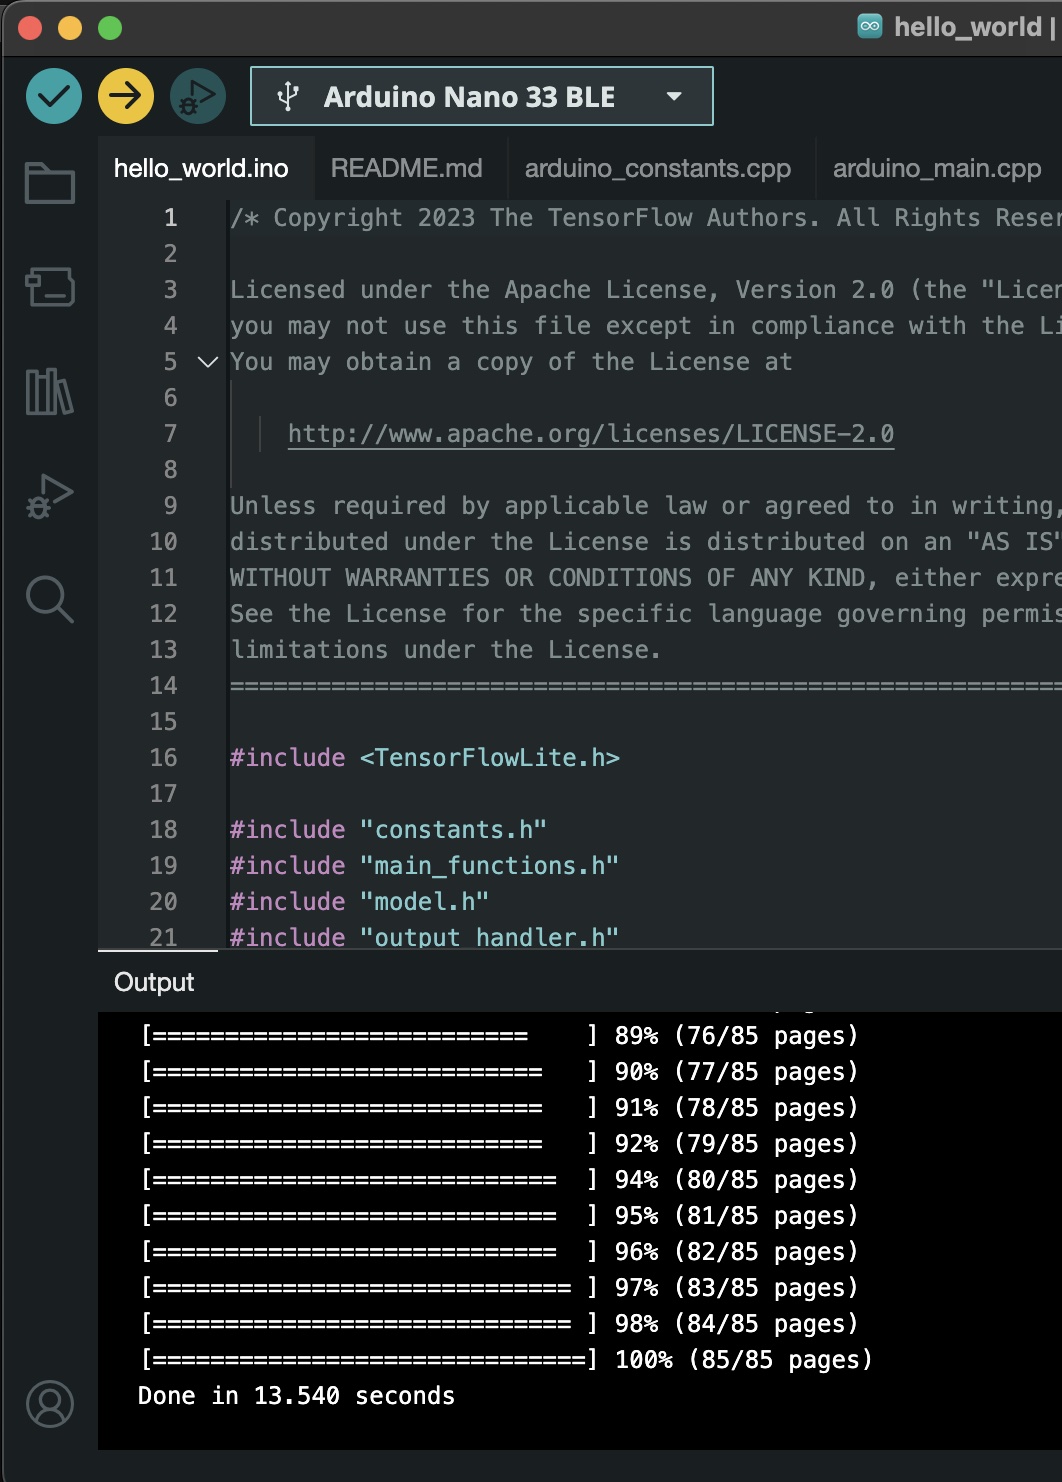 hello_world |
Arduino Nano 33 BLE
hello_world.ino README.md arduino_constants.cpp arduino_main.cpp
1 /* Copyright 2023 The TensorFlow Authors. All Rights Reser
2
3 Licensed under the Apache License, Version 2.0 (the "Licen
4 you may not use this file except in compliance with the Li
5 You may obtain a copy of the License at
6
7 http://www.apache.org/licenses/LICENSE-2.0
8
9 Unless required by applicable law or agreed to in writing,
10 distributed under the License is distributed on an "AS IS"
11 WITHOUT WARRANTIES OR CONDITIONS OF ANY KIND, either expre
12 See the License for the specific language governing permis
13 limitations under the License.
14 ==========================================================
15
16 #include <TensorFlowLite.h>
17
18 #include "constants.h"
19 #include "main_functions.h"
20 #include "model.h"
21 #include "output_handler.h"
Output
[==========================    ] 89% (76/85 pages)
[===========================   ] 90% (77/85 pages)
[===========================   ] 91% (78/85 pages)
[===========================   ] 92% (79/85 pages)
[============================  ] 94% (80/85 pages)
[============================  ] 95% (81/85 pages)
[============================  ] 96% (82/85 pages)
[============================= ] 97% (83/85 pages)
[============================= ] 98% (84/85 pages)
[==============================] 100% (85/85 pages)
Done in 13.540 seconds